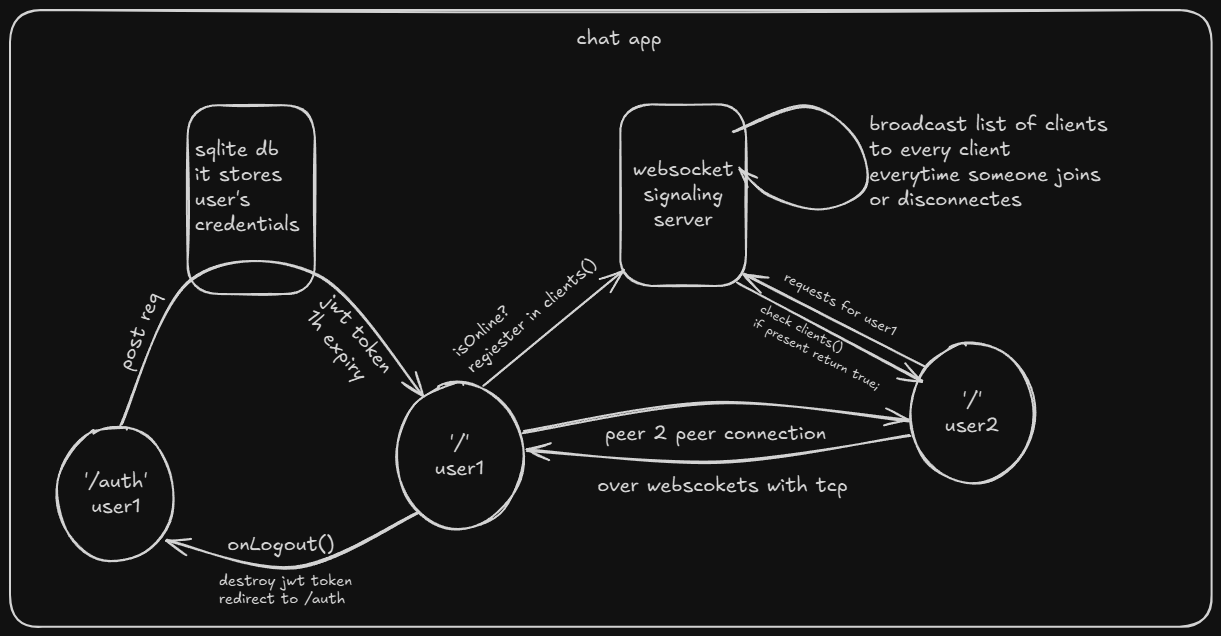 chat app
sqlite db
it stores
user's
credentials
websocket
signaling
server
broadcast list of clients
to every client
everytime someone joins
or disconnectes
post req
jwt token
1h expiry
isOnline?
regiester in clients()
requests for user1
check clients()
if present return true;
'/auth'
user1
'/'
user1
'/'
user2
peer 2 peer connection
over webscokets with tcp
onLogout()
destroy jwt token
redirect to /auth